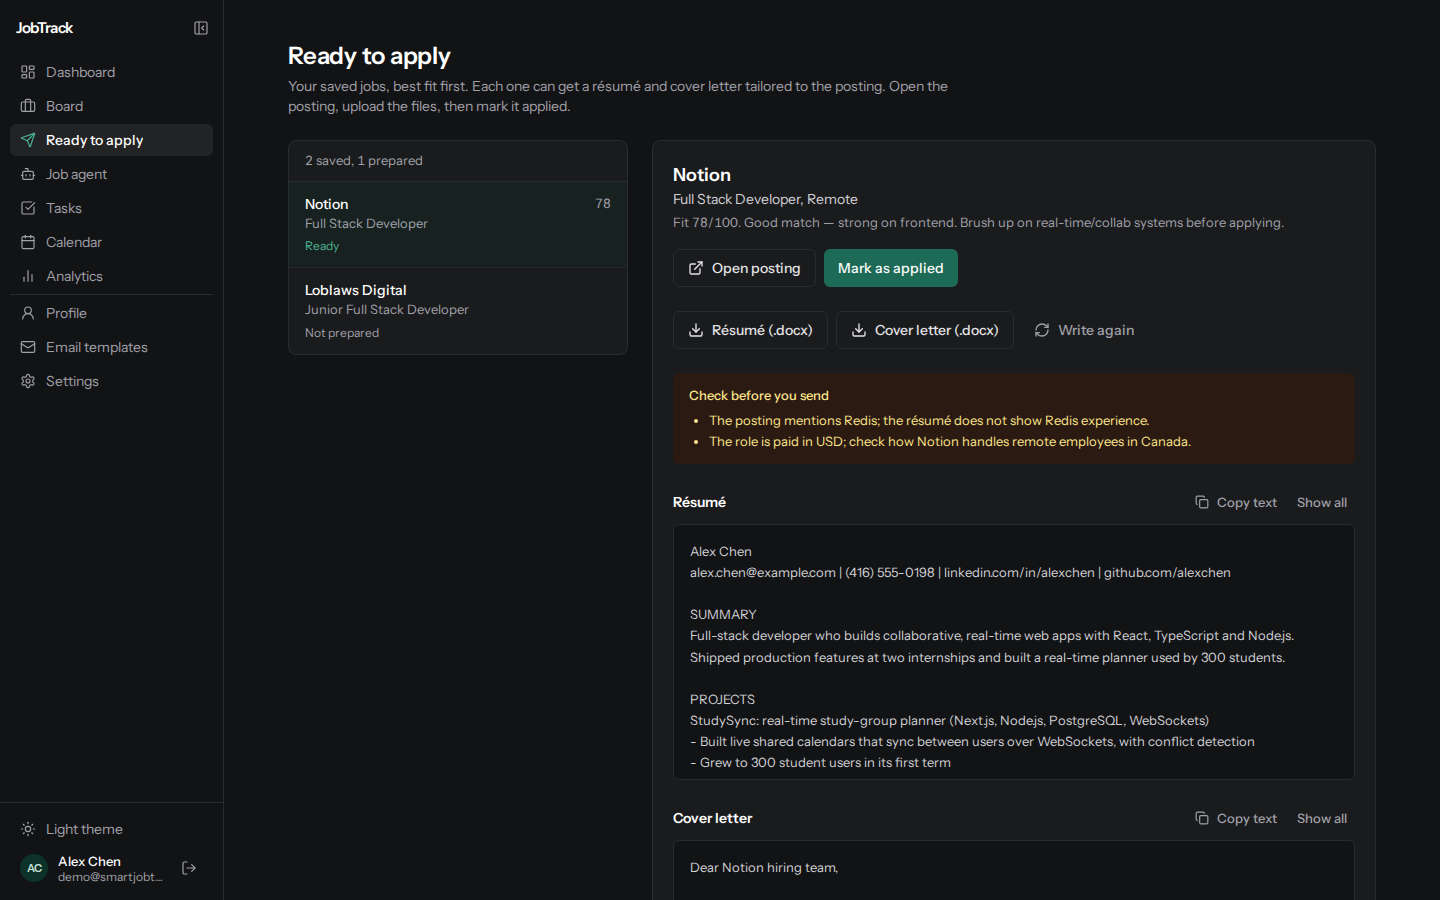 JobTrack
Dashboard
Board
Ready to apply
Job agent
Tasks
Calendar
Analytics
Profile
Email templates
Settings
Light theme
AC
Alex Chen
demo@smartjobt...
Ready to apply
Your saved jobs, best fit first. Each one can get a résumé and cover letter tailored to the posting. Open the
posting, upload the files, then mark it applied.
2 saved, 1 prepared
Notion 78
Full Stack Developer
Ready
Loblaws Digital
Junior Full Stack Developer
Not prepared
Notion
Full Stack Developer, Remote
Fit 78/100. Good match — strong on frontend. Brush up on real-time/collab systems before applying.
Open posting Mark as applied
Résumé (.docx) Cover letter (.docx) Write again
Check before you send
• The posting mentions Redis; the résumé does not show Redis experience.
• The role is paid in USD; check how Notion handles remote employees in Canada.
Résumé Copy text Show all
Alex Chen
alex.chen@example.com | (416) 555-0198 | linkedin.com/in/alexchen | github.com/alexchen
SUMMARY
Full-stack developer who builds collaborative, real-time web apps with React, TypeScript and Node.js.
Shipped production features at two internships and built a real-time planner used by 300 students.
PROJECTS
StudySync: real-time study-group planner (Next.js, Node.js, PostgreSQL, WebSockets)
- Built live shared calendars that sync between users over WebSockets, with conflict detection
- Grew to 300 student users in its first term
Cover letter Copy text Show all
Dear Notion hiring team,